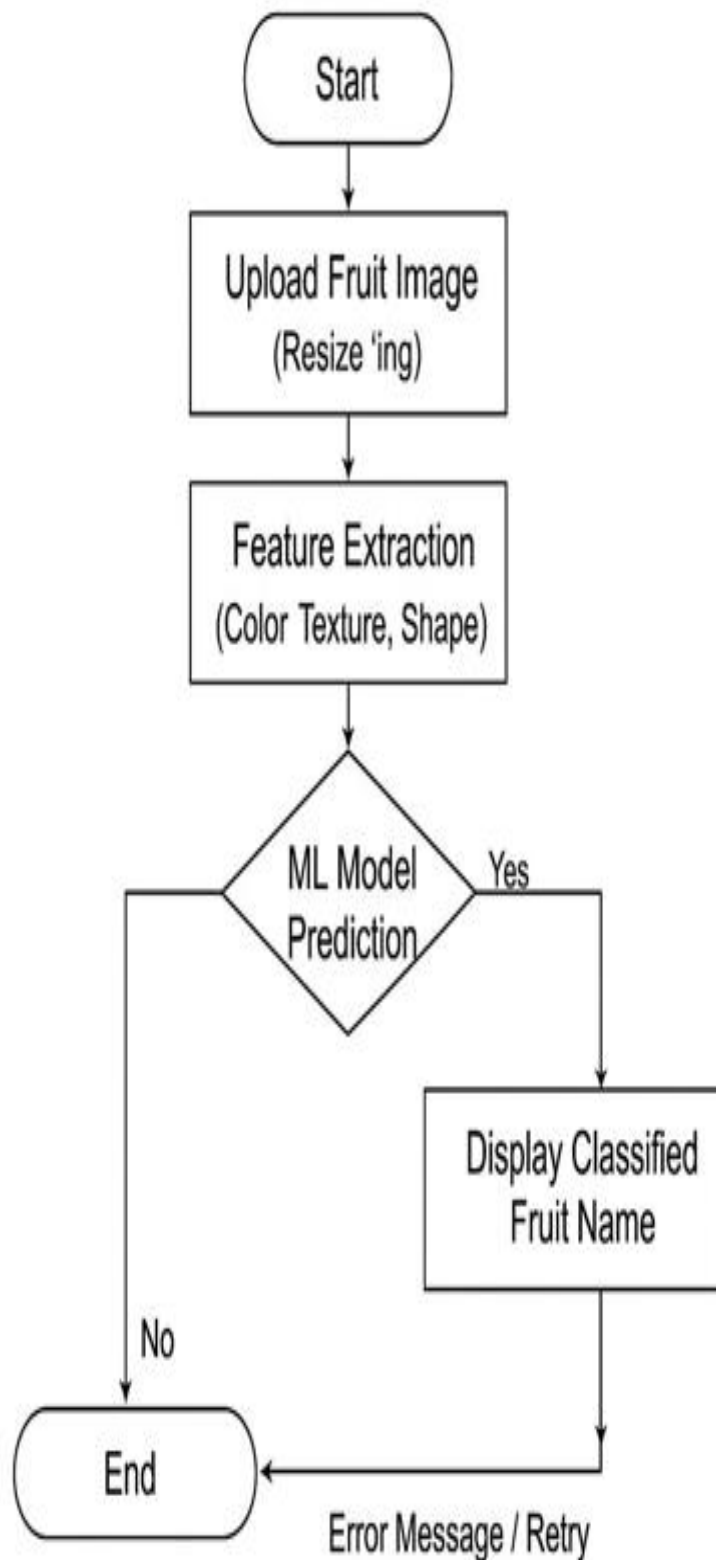 Start
Upload Fruit Image
(Resize ‘ing)
Feature Extraction
(Color Texture, Shape)
ML Model
Prediction
Yes
Display Classified
Fruit Name
No
End
Error Message / Retry